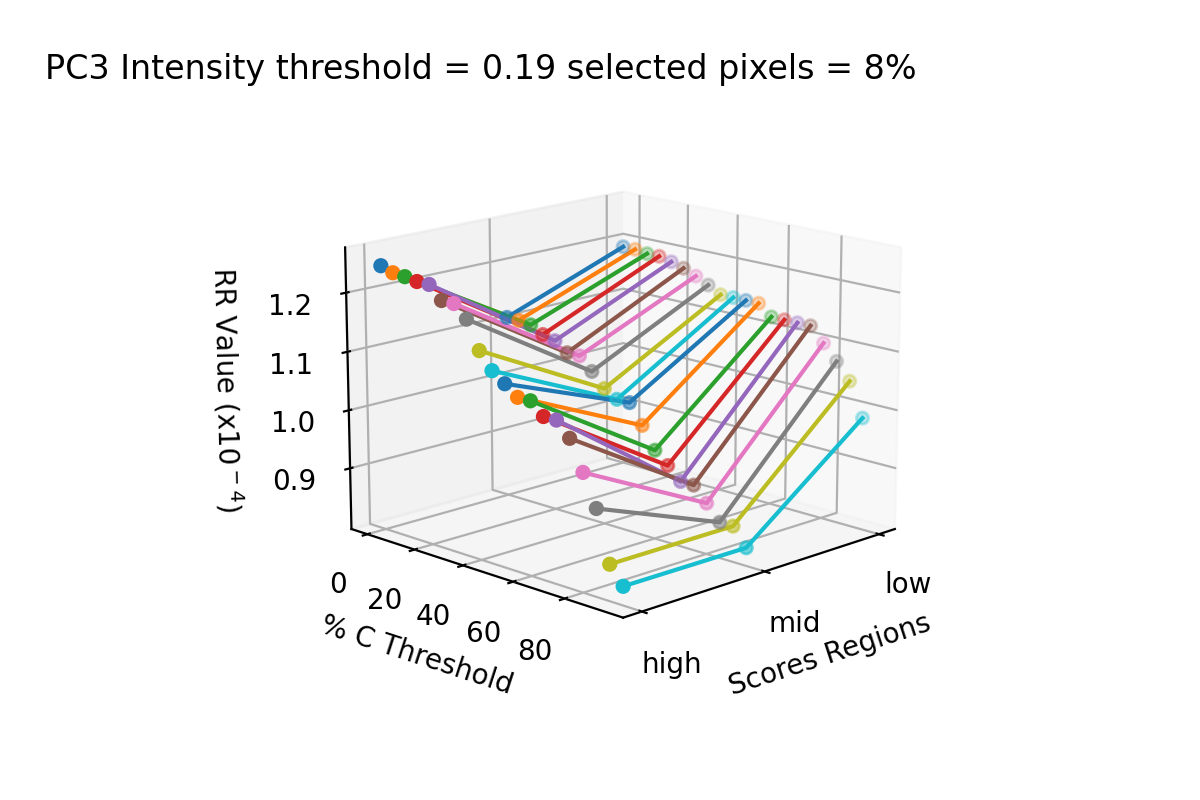 PC3 Intensity threshold = 0.19 selected pixels = 8%
RR Value (x10⁻⁴)
1.2
1.1
1.0
0.9
0
20
40
60
80
% C Threshold
high
mid
low
Scores Regions